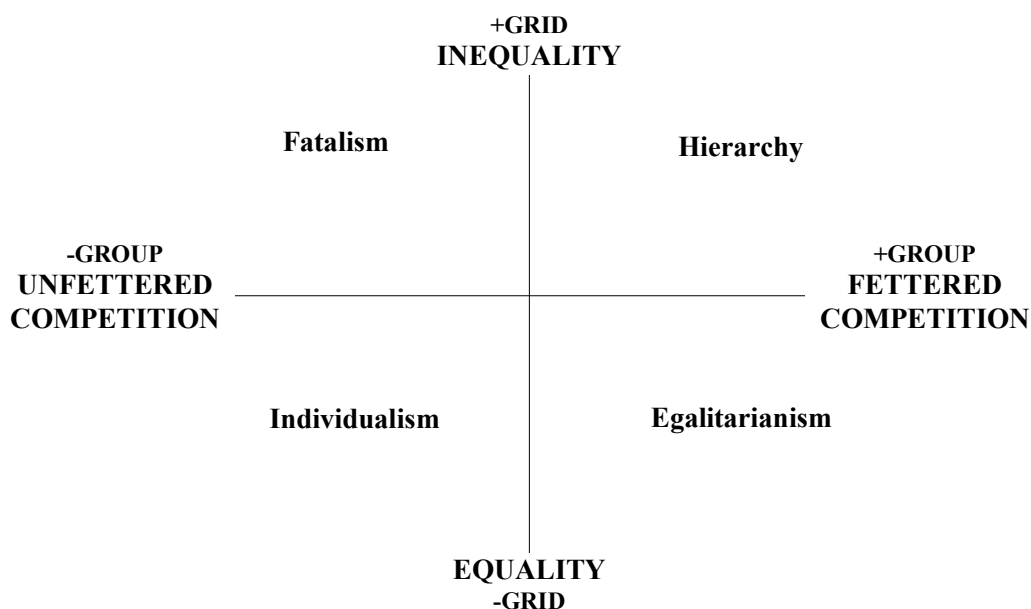 +GRID
INEQUALITY
Fatalism
Hierarchy
-GROUP
UNFETTERED
COMPETITION
+GROUP
FETTERED
COMPETITION
Individualism
Egalitarianism
EQUALITY
-GRID